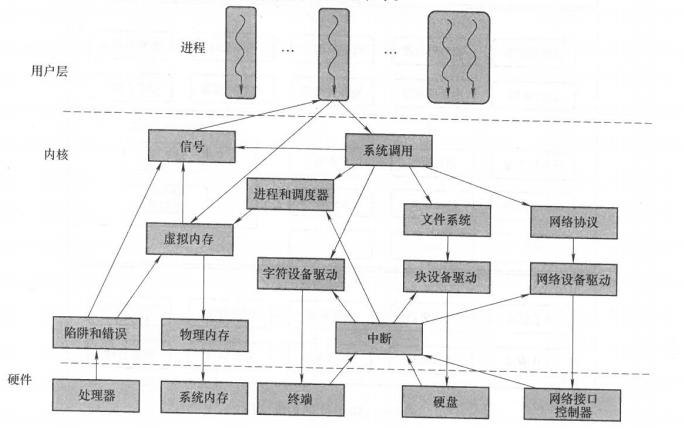 进程
…
…
用户层
内核
信号
系统调用
进程和调度器
文件系统
网络协议
虚拟内存
字符设备驱动
块设备驱动
网络设备驱动
陷阱和错误
物理内存
中断
硬件
处理器
系统内存
终端
硬盘
网络接口
控制器